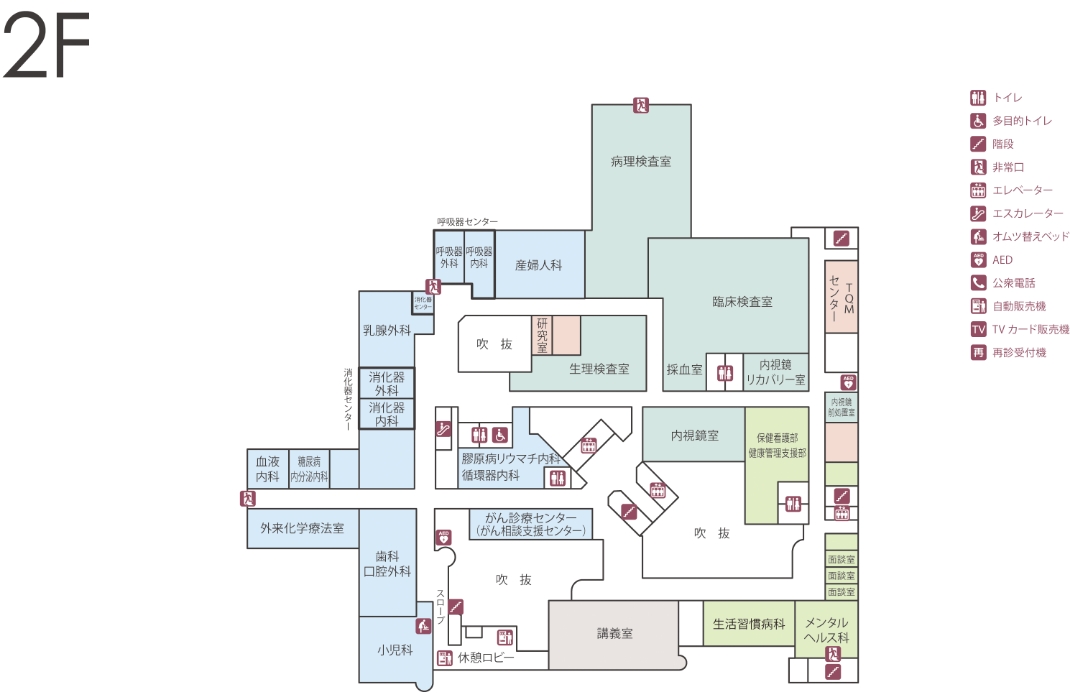 2F
トイレ
多目的トイレ
階段
非常口
エレベーター
エスカレーター
オムツ替えベッド
AED
AED
公衆電話
自動販売機
TV
TVカード販売機
再
再診受付機
病理検査室
呼吸器センター
呼吸器
外科
呼吸器
内科
産婦人科
臨床検査室
TQM
センター
消化器
センター
乳腺外科
吹 抜
研究室
生理検査室
採血室
内視鏡
リカバリー室
消化器センター
消化器
外科
消化器
内科
AED
内視鏡
前処置室
内視鏡室
保健看護部
健康管理支援部
膠原病リウマチ内科
循環器内科
血液
内科
糖尿病
内分泌内科
外来化学療法室
がん診療センター
(がん相談支援センター)
吹 抜
AED
歯科
口腔外科
吹 抜
面談室
面談室
面談室
スロープ
講義室
生活習慣病科
メンタル
ヘルス科
小児科
休憩ロビー